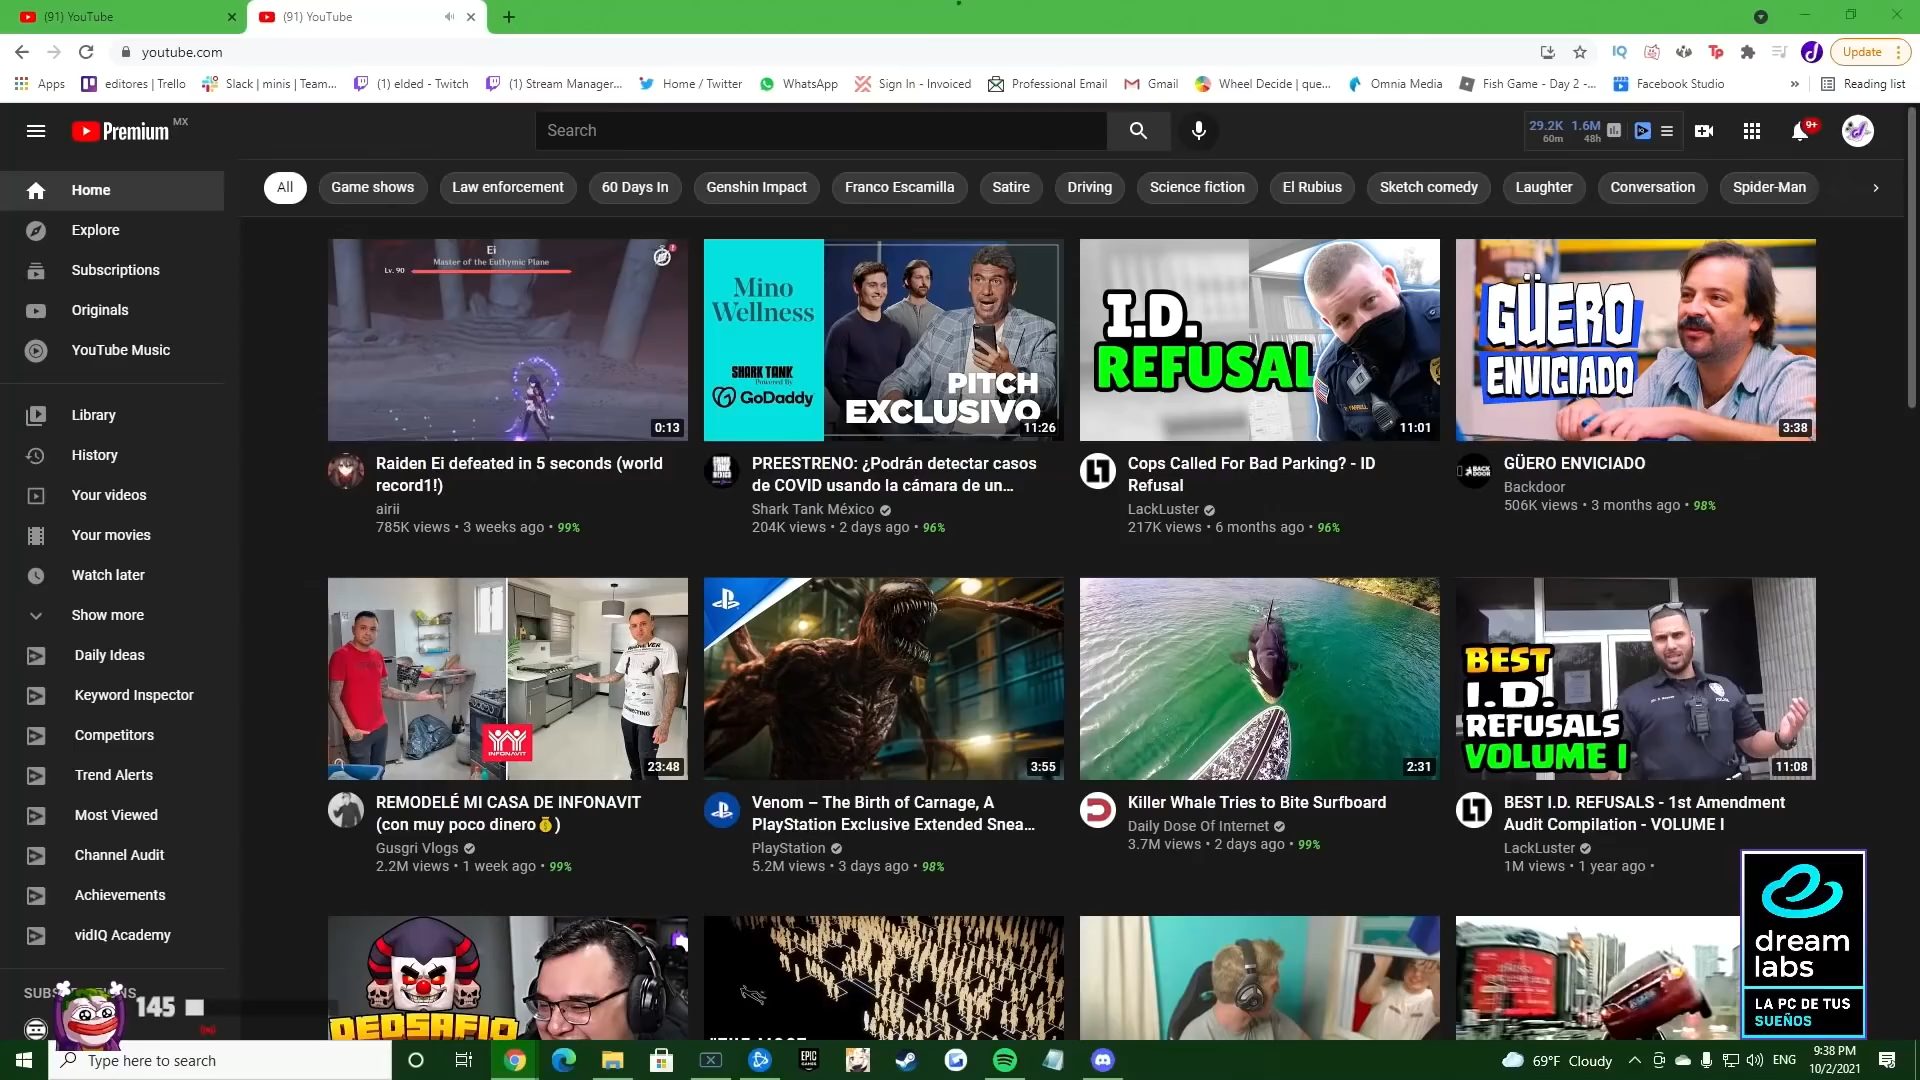 (91) YouTube
(91) YouTube
youtube.com
Update
Apps
editores | Trello
Slack | minis | Team...
(1) elded - Twitch
(1) Stream Manager...
Home / Twitter
WhatsApp
Sign In - Invoiced
Professional Email
Gmail
Wheel Decide | que...
Omnia Media
Fish Game - Day 2 -...
Facebook Studio
»
Reading list
Premium MX
Search
29.2K 1.6M
60m 48h
9+
All
Game shows
Law enforcement
60 Days In
Genshin Impact
Franco Escamilla
Satire
Driving
Science fiction
El Rubius
Sketch comedy
Laughter
Conversation
Spider-Man
Home
Explore
Subscriptions
Originals
YouTube Music
Library
History
Your videos
Your movies
Watch later
Show more
Daily Ideas
Keyword Inspector
Competitors
Trend Alerts
Most Viewed
Channel Audit
Achievements
vidIQ Academy
145
Ei
Master of the Euthymic Plane
Lv. 90
0:13
Raiden Ei defeated in 5 seconds (world
record1!)
airii
785K views • 3 weeks ago • 99%
Mino
Wellness
SHARK TANK
Powered By
GoDaddy
PITCH
EXCLUSIVO
11:26
PREESTRENO: ¿Podrán detectar casos
de COVID usando la cámara de un...
Shark Tank México
204K views • 2 days ago • 96%
I.D.
REFUSAL
11:01
Cops Called For Bad Parking? - ID
Refusal
LackLuster
217K views • 6 months ago • 96%
GÜERO
ENVICIADO
3:38
GÜERO ENVICIADO
Backdoor
506K views • 3 months ago • 98%
INFONAVIT
23:48
REMODELÉ MI CASA DE INFONAVIT
(con muy poco dinero💰)
Gusgri Vlogs
2.2M views • 1 week ago • 99%
3:55
Venom – The Birth of Carnage, A
PlayStation Exclusive Extended Snea...
PlayStation
5.2M views • 3 days ago • 98%
2:31
Killer Whale Tries to Bite Surfboard
Daily Dose Of Internet
3.7M views • 2 days ago • 99%
BEST
I.D.
REFUSALS
VOLUME I
11:08
BEST I.D. REFUSALS - 1st Amendment
Audit Compilation - VOLUME I
LackLuster
1M views • 1 year ago •
DEDSAFIO
dream
labs
LA PC DE TUS
SUEÑOS
Type here to search
69°F Cloudy
ENG
9:38 PM
10/2/2021